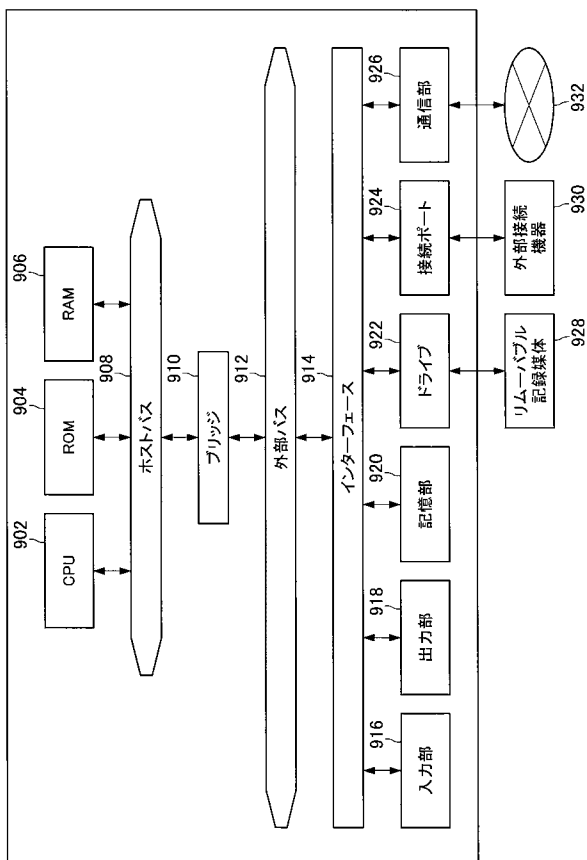 902
904
906
CPU
ROM
RAM
908
ホストバス
910
ブリッジ
912
外部バス
914
インターフェース
916
918
920
922
924
926
入力部
出力部
記憶部
ドライブ
接続ポート
通信部
リムーバブル
記録媒体
外部接続
機器
928
930
932